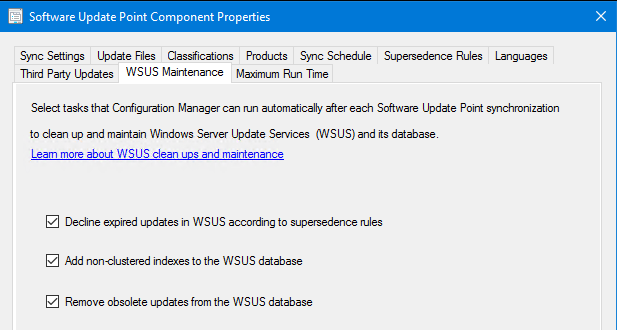 Software Update Point Component Properties
Sync Settings Update Files Classifications Products Sync Schedule Supersedence Rules Languages
Third Party Updates WSUS Maintenance Maximum Run Time
Select tasks that Configuration Manager can run automatically after each Software Update Point synchronization
to clean up and maintain Windows Server Update Services (WSUS) and its database.
Learn more about WSUS clean ups and maintenance
Decline expired updates in WSUS according to supersedence rules
Add non-clustered indexes to the WSUS database
Remove obsolete updates from the WSUS database